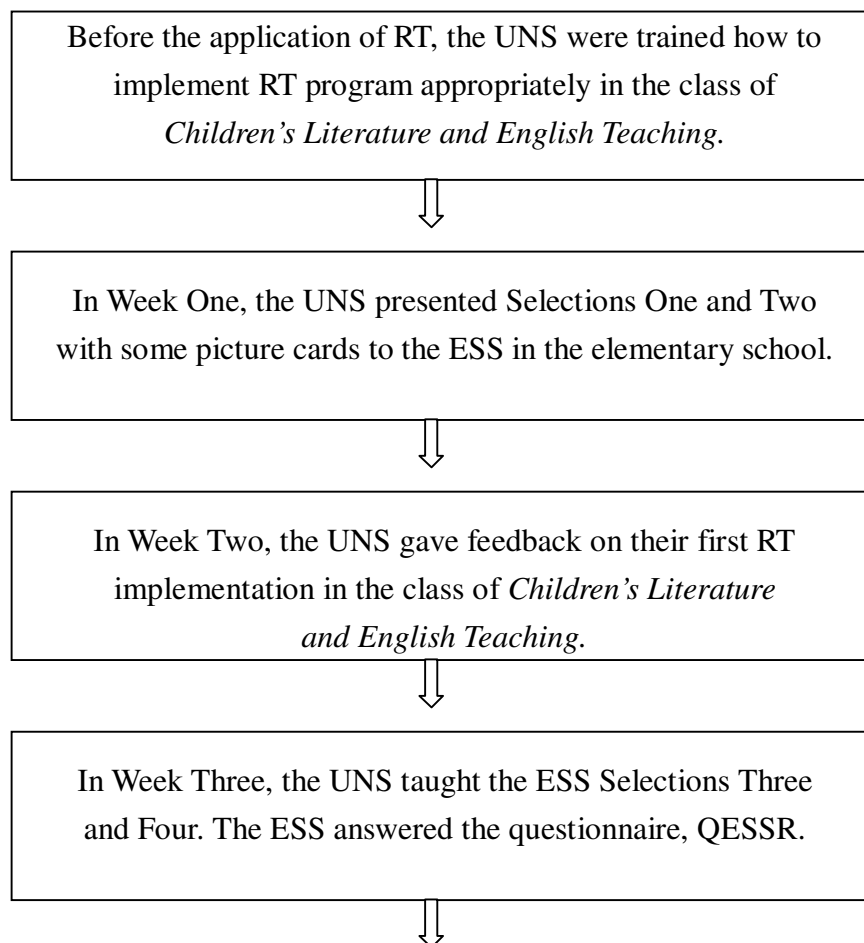 Before the application of RT, the UNS were trained how to
implement RT program appropriately in the class of
Children’s Literature and English Teaching.
In Week One, the UNS presented Selections One and Two
with some picture cards to the ESS in the elementary school.
In Week Two, the UNS gave feedback on their first RT
implementation in the class of Children’s Literature
and English Teaching.
In Week Three, the UNS taught the ESS Selections Three
and Four. The ESS answered the questionnaire, QESSR.